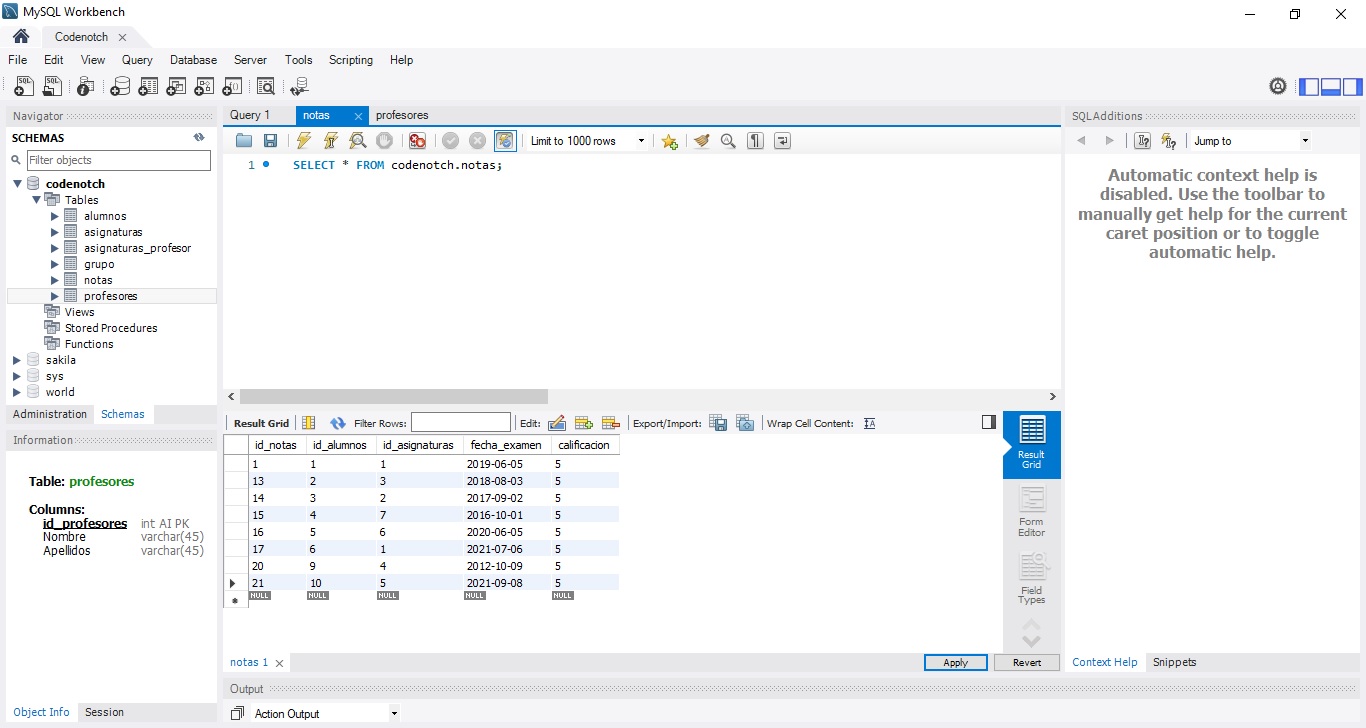 MySQL Workbench
Codenotch
File Edit View Query Database Server Tools Scripting Help
Navigator
SCHEMAS
Filter objects
codenotch
Tables
alumnos
asignaturas
asignaturas_profesor
grupo
notas
profesores
Views
Stored Procedures
Functions
sakila
sys
world
Administration Schemas
Information
Table: profesores
Columns:
id_profesores int AI PK
Nombre varchar(45)
Apellidos varchar(45)
Object Info Session
Query 1 notas profesores
Limit to 1000 rows
1 SELECT * FROM codenotch.notas;
Result Grid Filter Rows: Edit: Export/Import: Wrap Cell Content:
id_notas id_alumnos id_asignaturas fecha_examen calificacion
1 1 1 2019-06-05 5
13 2 3 2018-08-03 5
14 3 2 2017-09-02 5
15 4 7 2016-10-01 5
16 5 6 2020-06-05 5
17 6 1 2021-07-06 5
20 9 4 2012-10-09 5
21 10 5 2021-09-08 5
NULL NULL NULL NULL NULL
Result
Grid
Form
Editor
Field
Types
notas 1
Apply Revert
Output
Action Output
SQLAdditions
Jump to
Automatic context help is
disabled. Use the toolbar to
manually get help for the current
caret position or to toggle
automatic help.
Context Help Snippets